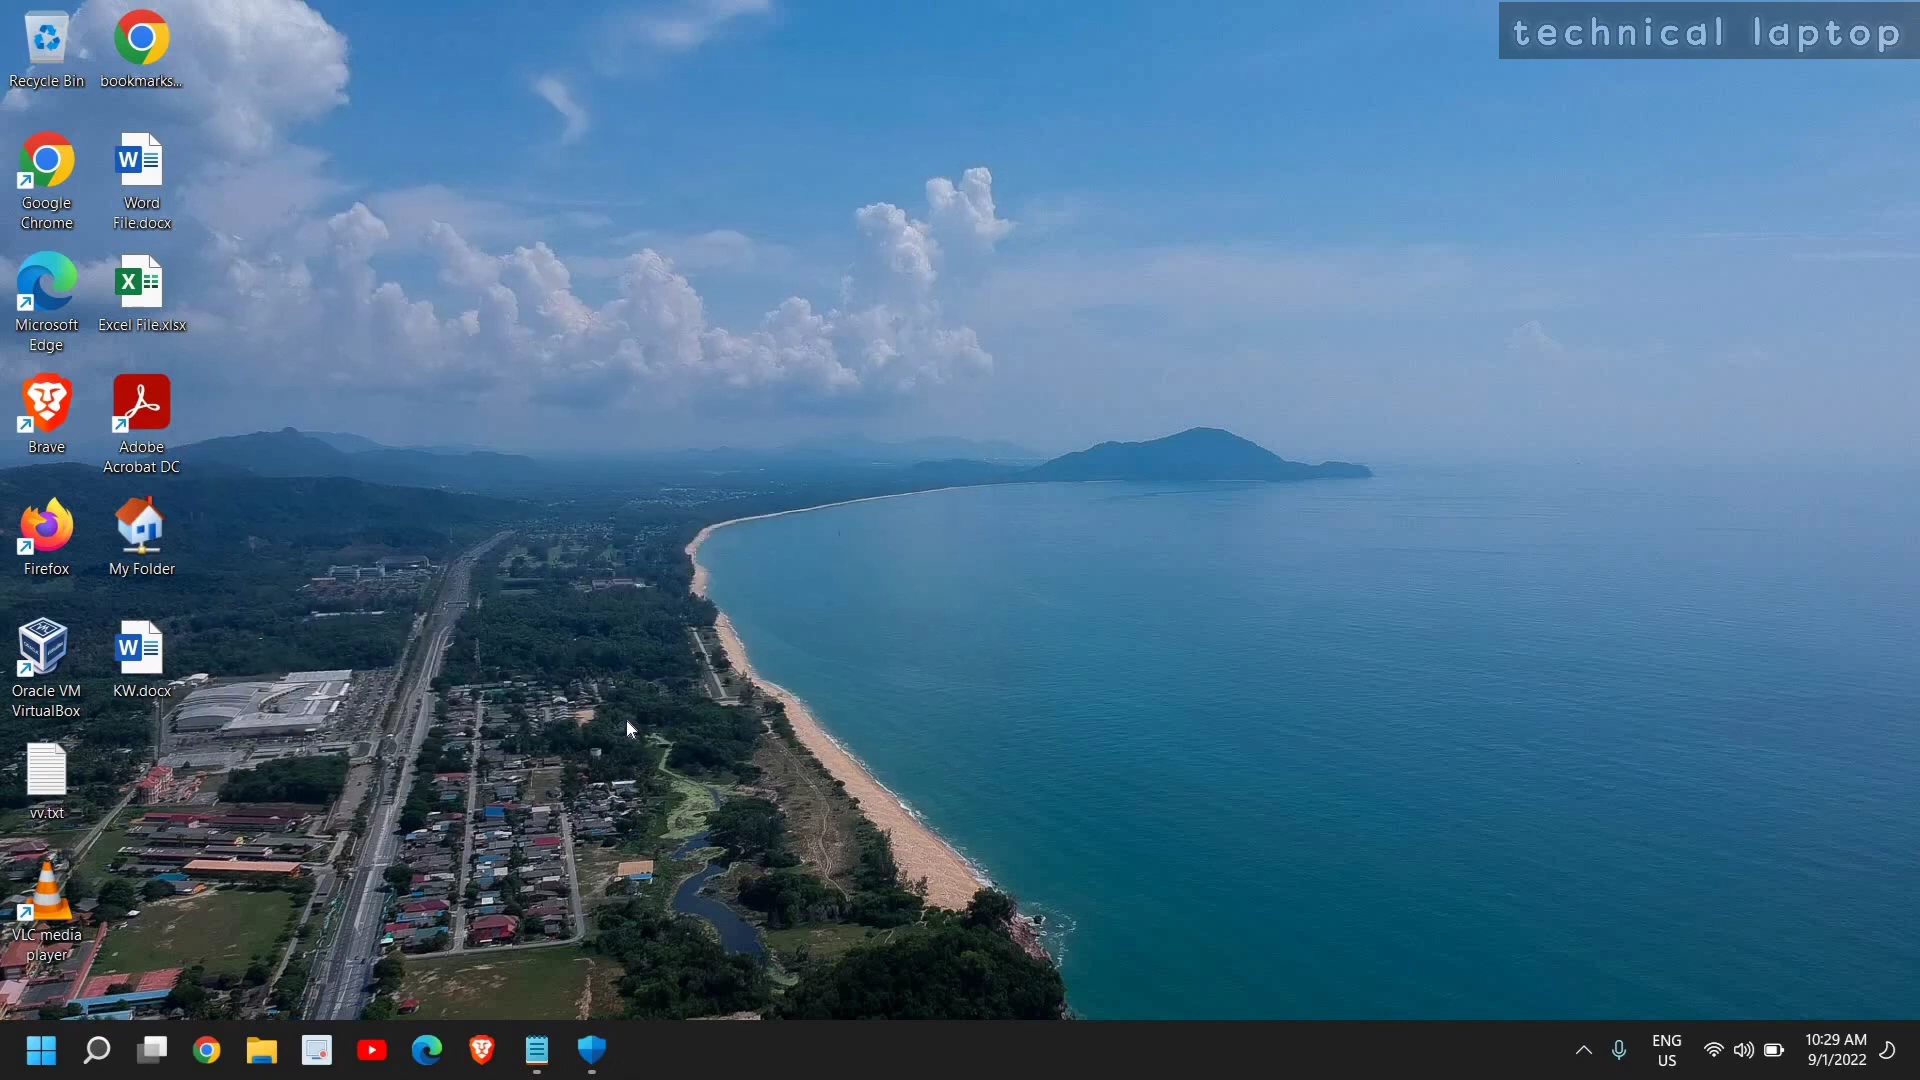 technical laptop
Recycle Bin
bookmarks...
Google
Chrome
Word
File.docx
Microsoft
Edge
Excel File.xlsx
Brave
Adobe
Acrobat DC
Firefox
My Folder
Oracle VM
VirtualBox
KW.docx
vv.txt
VLC media
player
ENG
US
10:29 AM
9/1/2022